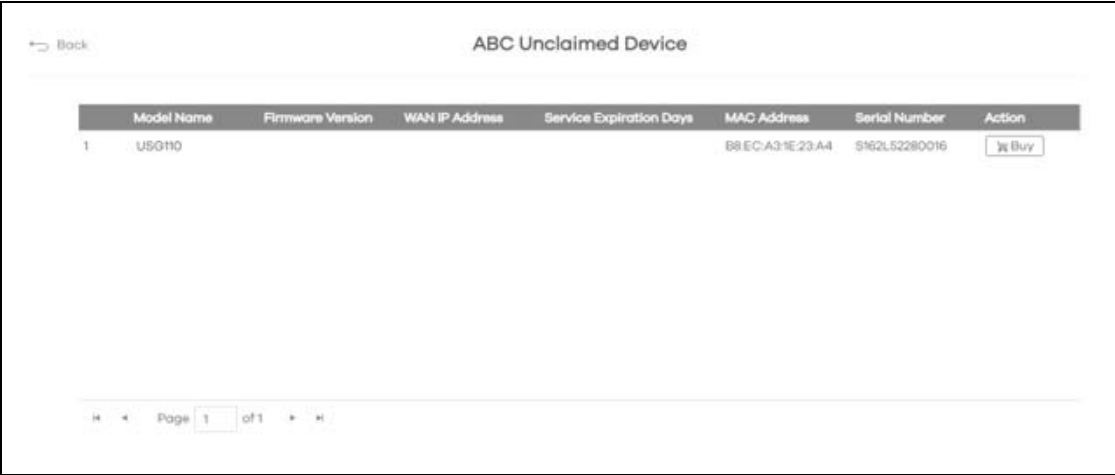 Back
ABC Unclaimed Device
Model Name Firmware Version WAN IP Address Service Expiration Days MAC Address Serial Number Action
1 USG110 B8:EC:A3:1E:23:A4 S162L52280016 Buy
Page 1 of 1